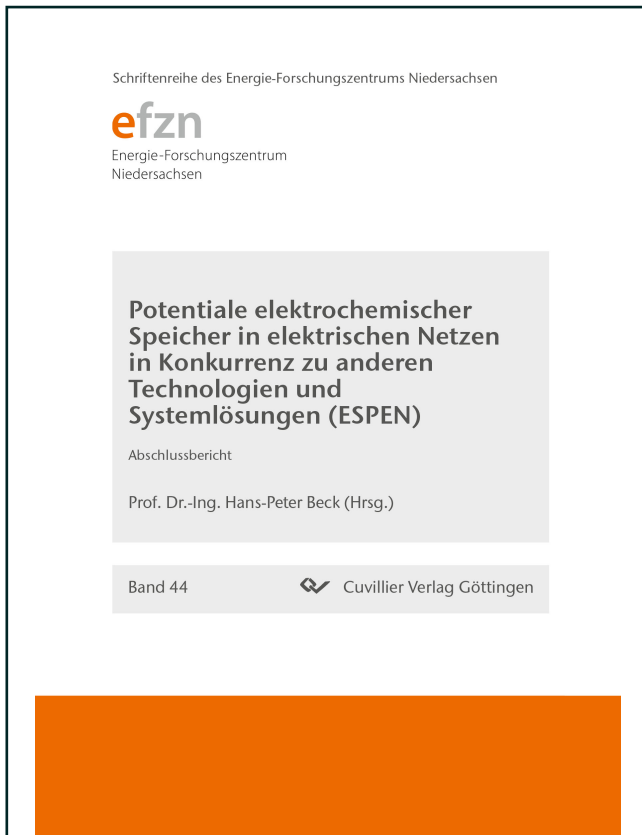 Schriftenreihe des Energie-Forschungszentrums Niedersachsen
efzn
Energie-Forschungszentrum
Niedersachsen
Potentiale elektrochemischer
Speicher in elektrischen Netzen
in Konkurrenz zu anderen
Technologien und
Systemlösungen (ESPEN)
Abschlussbericht
Prof. Dr.-Ing. Hans-Peter Beck (Hrsg.)
Band 44
Cuvillier Verlag Göttingen